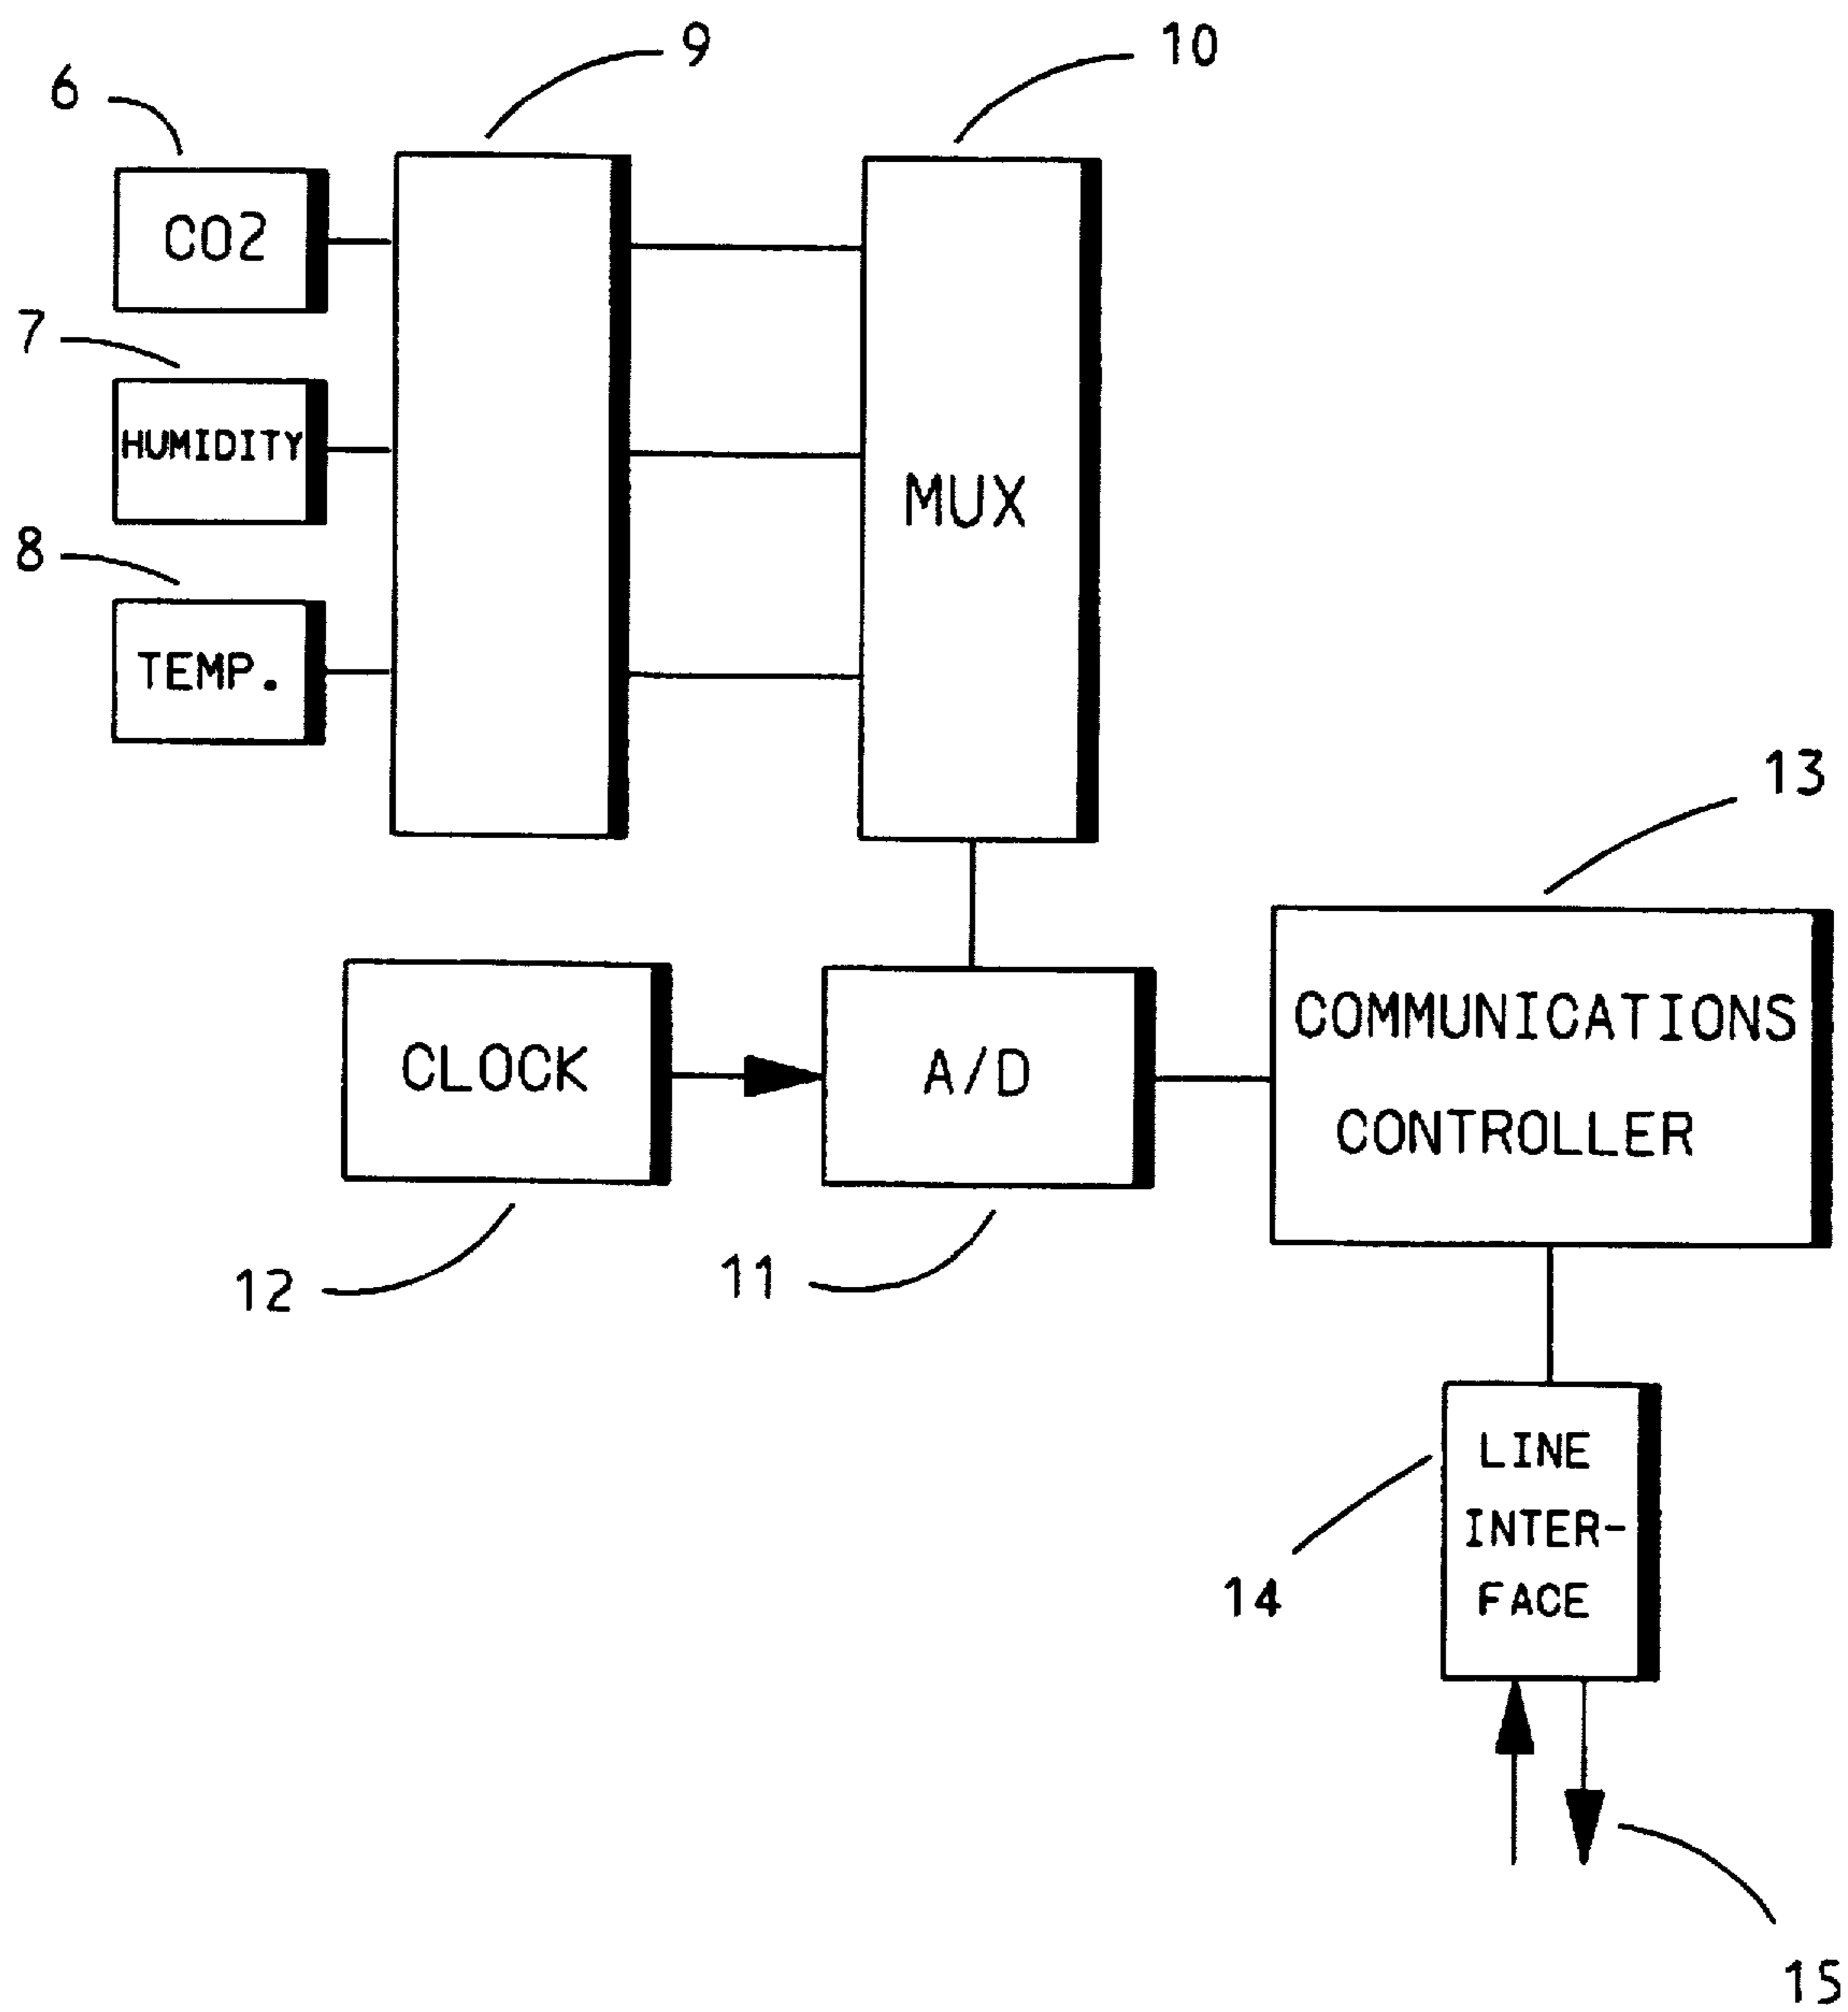 9
10
6
CO2
7
HUMIDITY
MUX
8
TEMP.
13
CLOCK
A/D
COMMUNICATIONS
CONTROLLER
12
11
LINE
INTER-
FACE
14
15